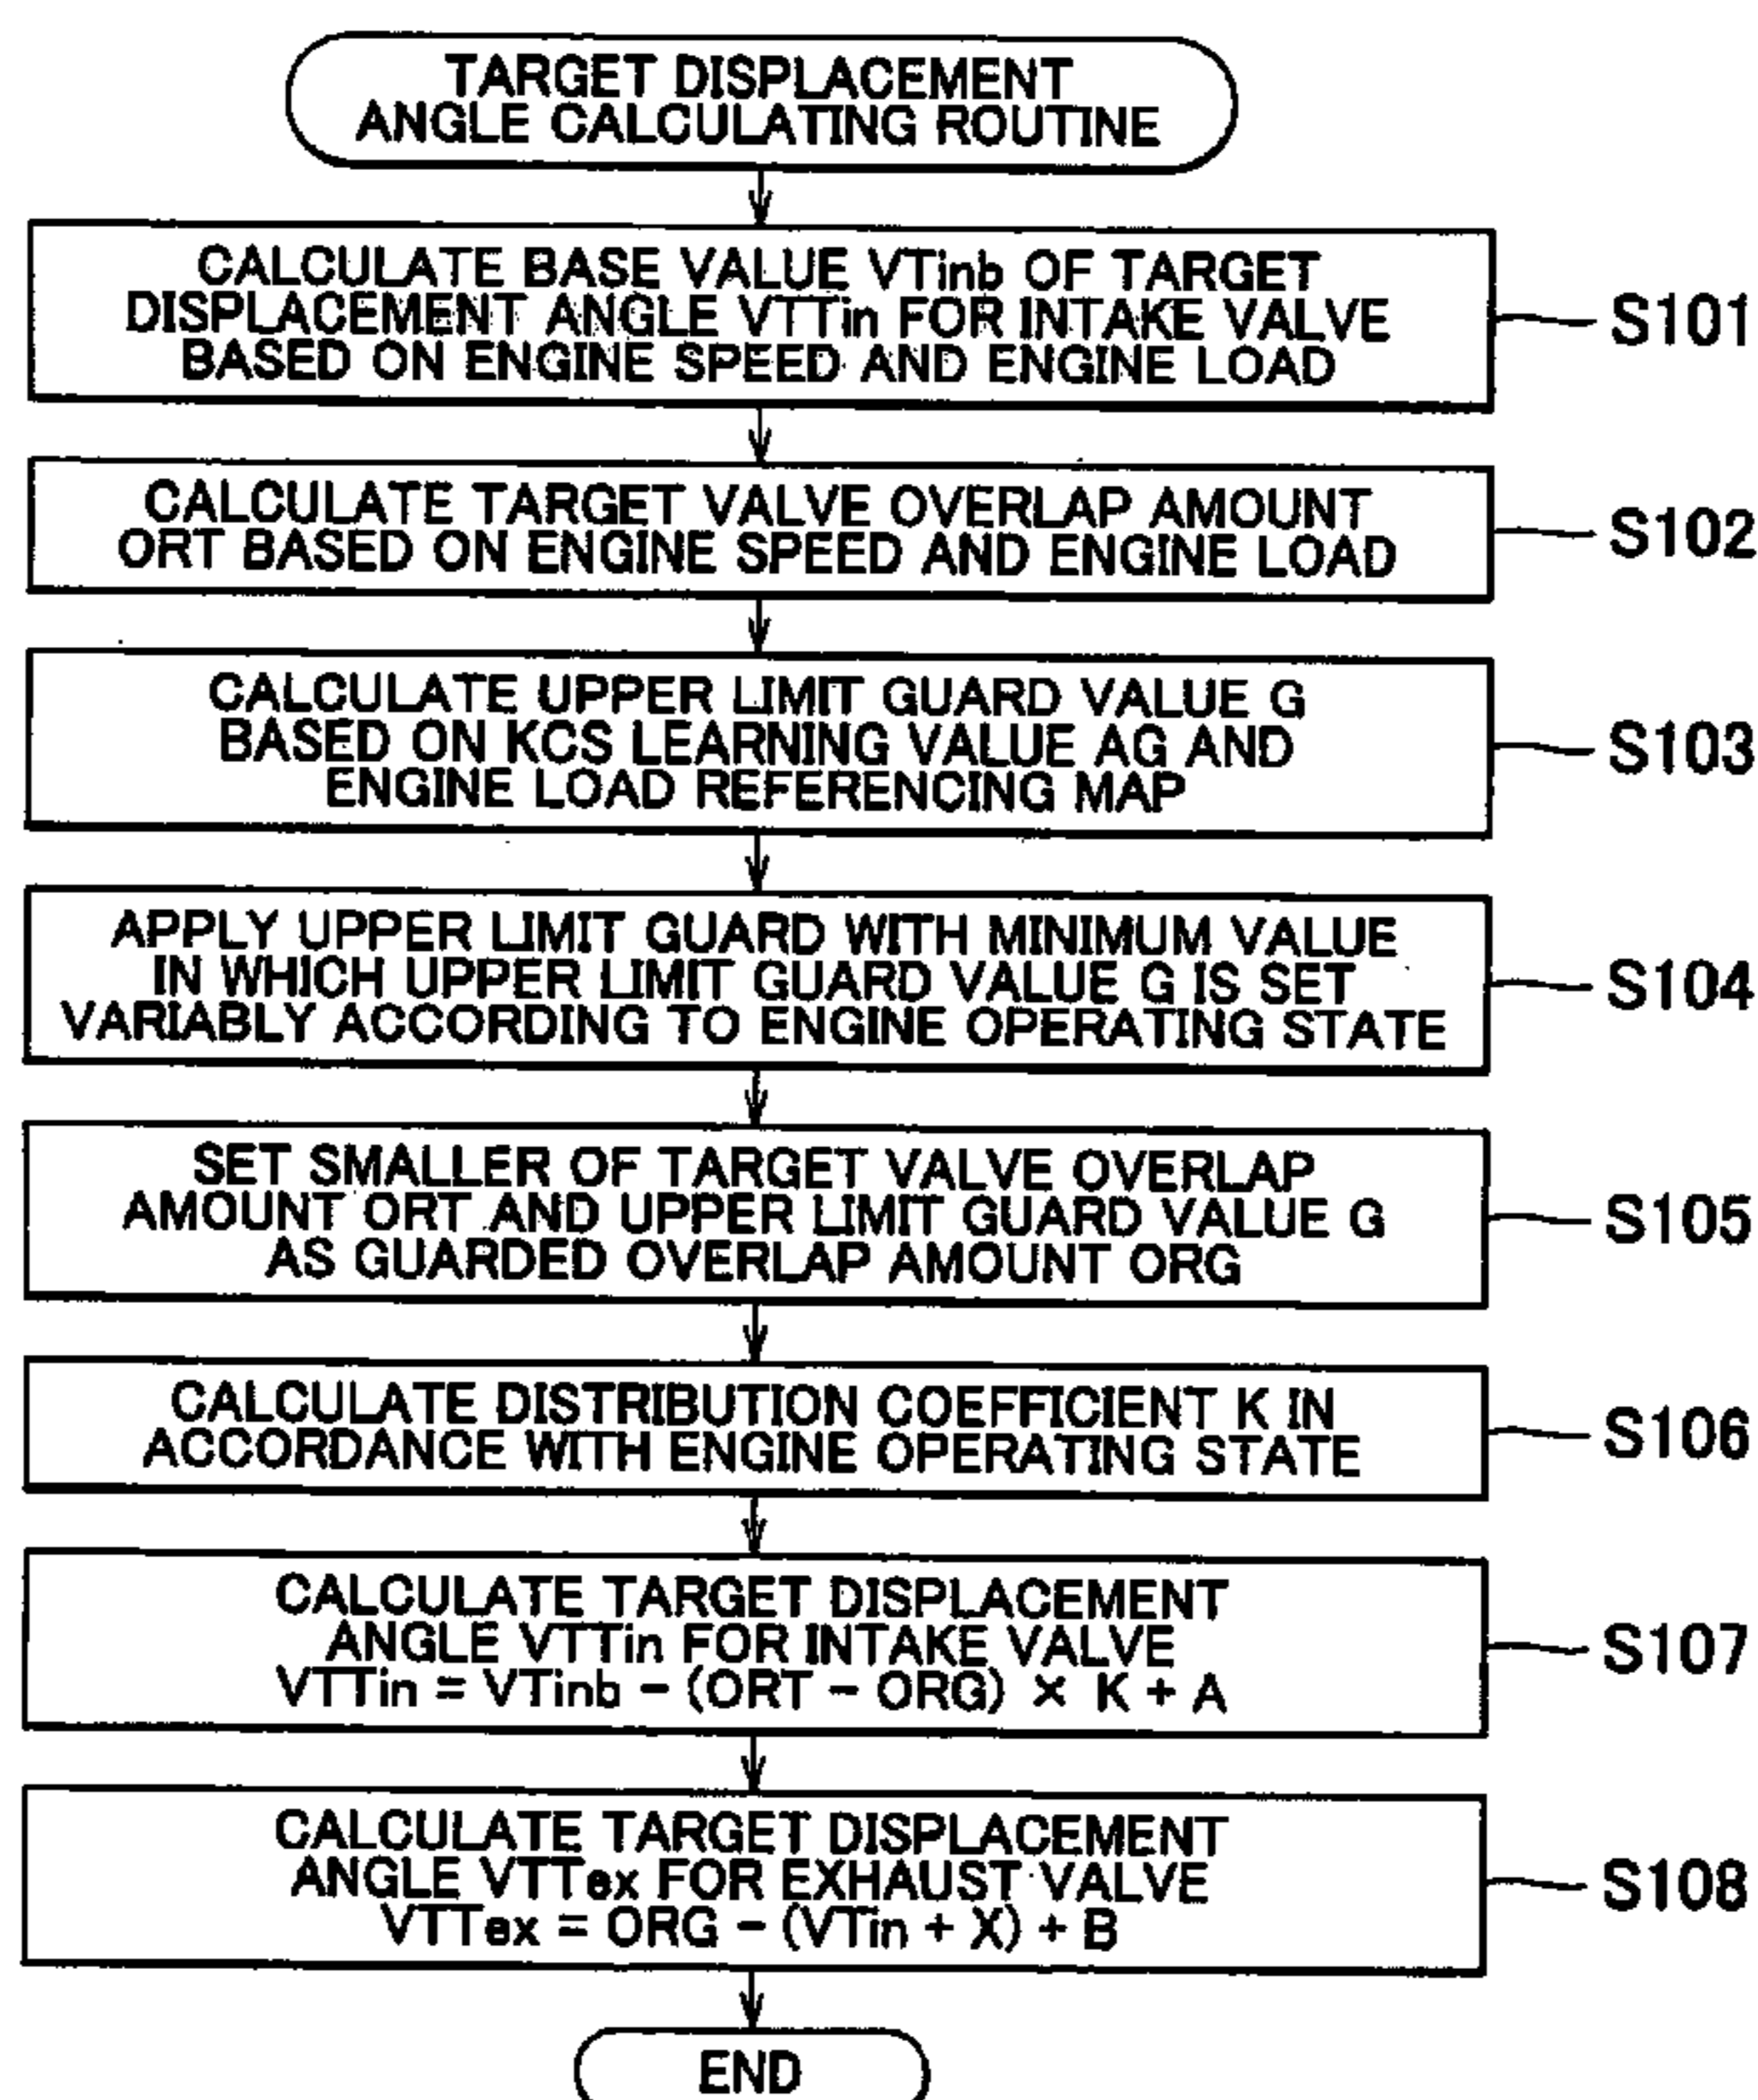 TARGET DISPLACEMENT
ANGLE CALCULATING ROUTINE
CALCULATE BASE VALUE VTinb OF TARGET
DISPLACEMENT ANGLE VTTin FOR INTAKE VALVE
BASED ON ENGINE SPEED AND ENGINE LOAD
S101
CALCULATE TARGET VALVE OVERLAP AMOUNT
ORT BASED ON ENGINE SPEED AND ENGINE LOAD
S102
CALCULATE UPPER LIMIT GUARD VALUE G
BASED ON KCS LEARNING VALUE AG AND
ENGINE LOAD REFERENCING MAP
S103
APPLY UPPER LIMIT GUARD WITH MINIMUM VALUE
IN WHICH UPPER LIMIT GUARD VALUE G IS SET
VARIABLY ACCORDING TO ENGINE OPERATING STATE
S104
SET SMALLER OF TARGET VALVE OVERLAP
AMOUNT ORT AND UPPER LIMIT GUARD VALUE G
AS GUARDED OVERLAP AMOUNT ORG
S105
CALCULATE DISTRIBUTION COEFFICIENT K IN
ACCORDANCE WITH ENGINE OPERATING STATE
S106
CALCULATE TARGET DISPLACEMENT
ANGLE VTTin FOR INTAKE VALVE
VTTin = VTinb - (ORT - ORG) × K + A
S107
CALCULATE TARGET DISPLACEMENT
ANGLE VTTex FOR EXHAUST VALVE
VTTex = ORG - (VTin + X) + B
S108
END